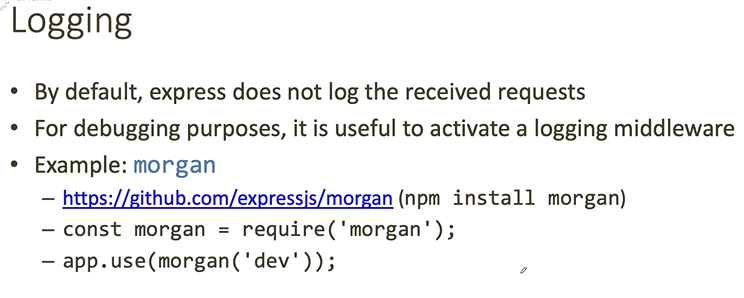 Logging
• By default, express does not log the received requests
• For debugging purposes, it is useful to activate a logging middleware
• Example: morgan
– https://github.com/expressjs/morgan (npm install morgan)
– const morgan = require('morgan');
– app.use(morgan('dev'));